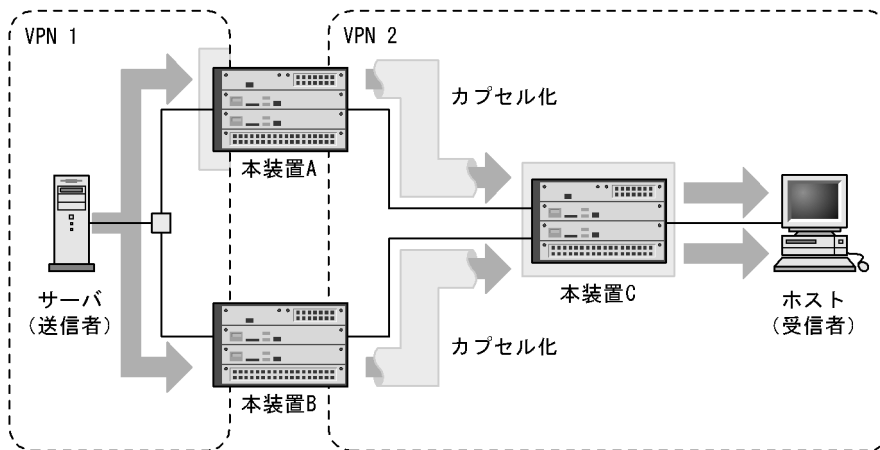 VPN 1
VPN 2
カプセル化
本装置A
サーバ
(送信者)
本装置C
ホスト
(受信者)
カプセル化
本装置B